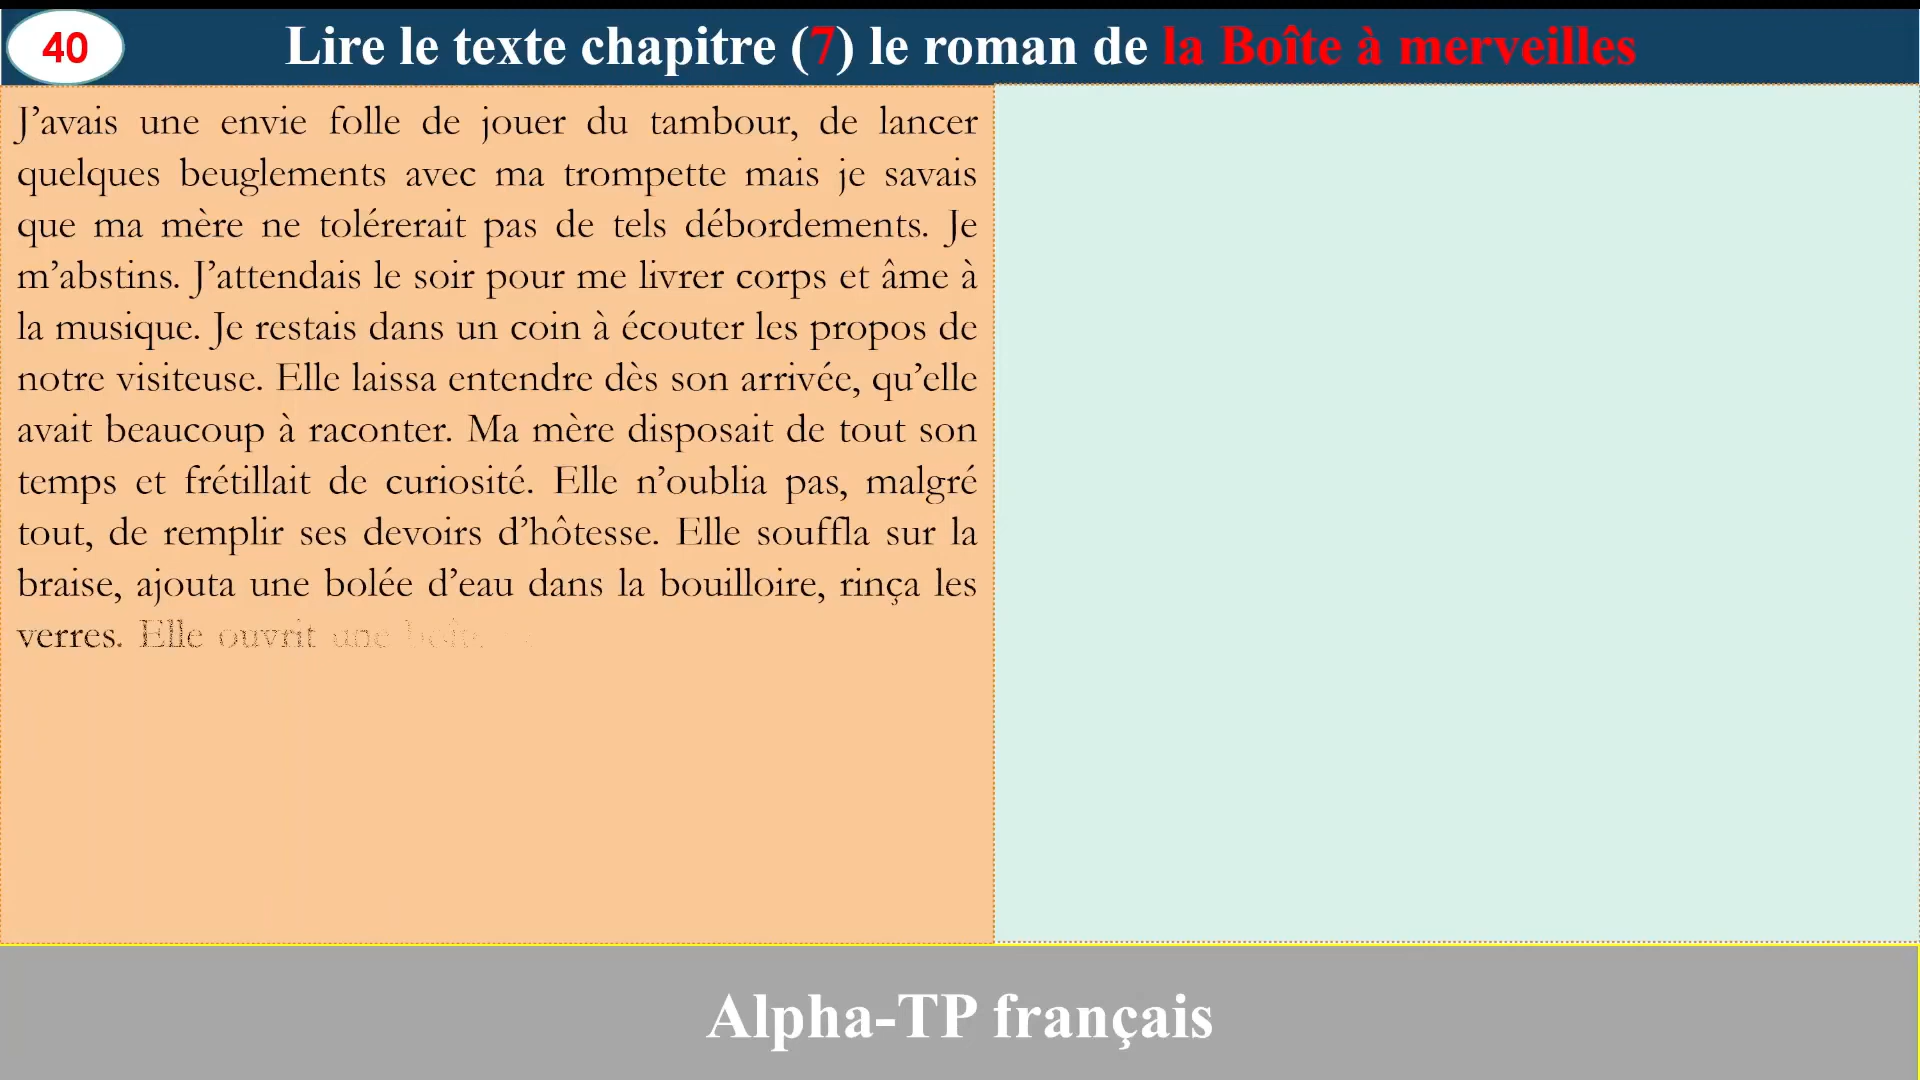 40
Lire le texte chapitre (7) le roman de la Boîte à merveilles
J’avais une envie folle de jouer du tambour, de lancer
quelques beuglements avec ma trompette mais je savais
que ma mère ne tolérerait pas de tels débordements. Je
m’abstins. J’attendais le soir pour me livrer corps et âme à
la musique. Je restais dans un coin à écouter les propos de
notre visiteuse. Elle laissa entendre dès son arrivée, qu’elle
avait beaucoup à raconter. Ma mère disposait de tout son
temps et frétillait de curiosité. Elle n’oublia pas, malgré
tout, de remplir ses devoirs d’hôtesse. Elle souffla sur la
braise, ajouta une bolée d’eau dans la bouilloire, rinça les
verres. Elle ouvrit une
Alpha-TP français